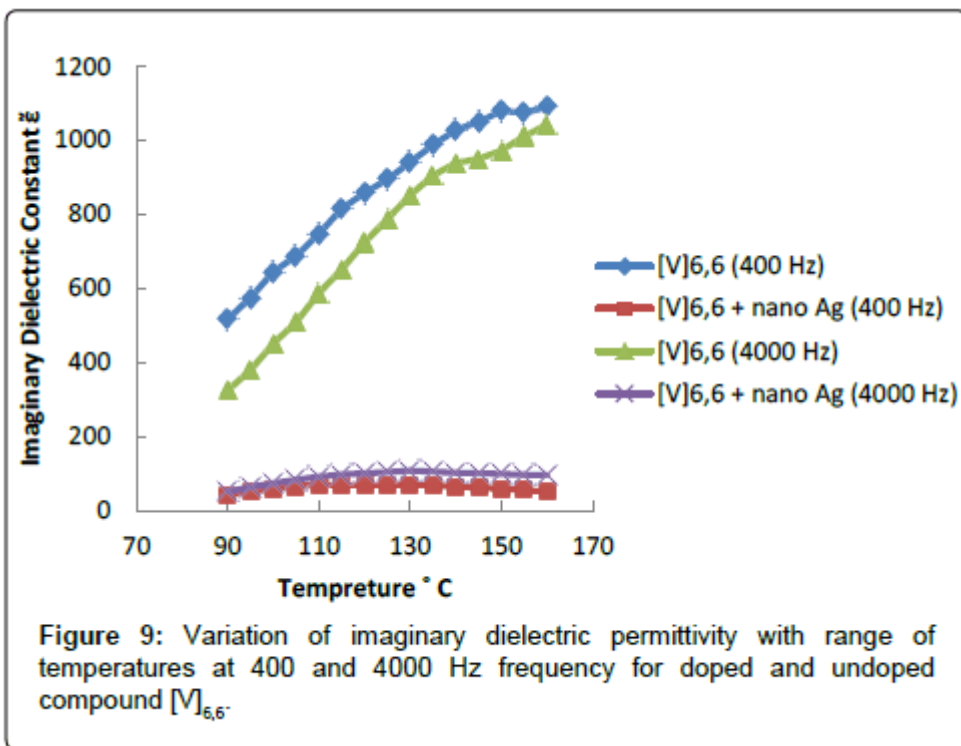 1200
1000
800
600
400
200
0
70 90 110 130 150 170
Imaginary Dielectric Constant ἒ
Tempreture ° C
[V]6,6 (400 Hz)
[V]6,6 + nano Ag (400 Hz)
[V]6,6 (4000 Hz)
[V]6,6 + nano Ag (4000 Hz)
Figure 9: Variation of imaginary dielectric permittivity with range of
temperatures at 400 and 4000 Hz frequency for doped and undoped
compound [V]6,6.